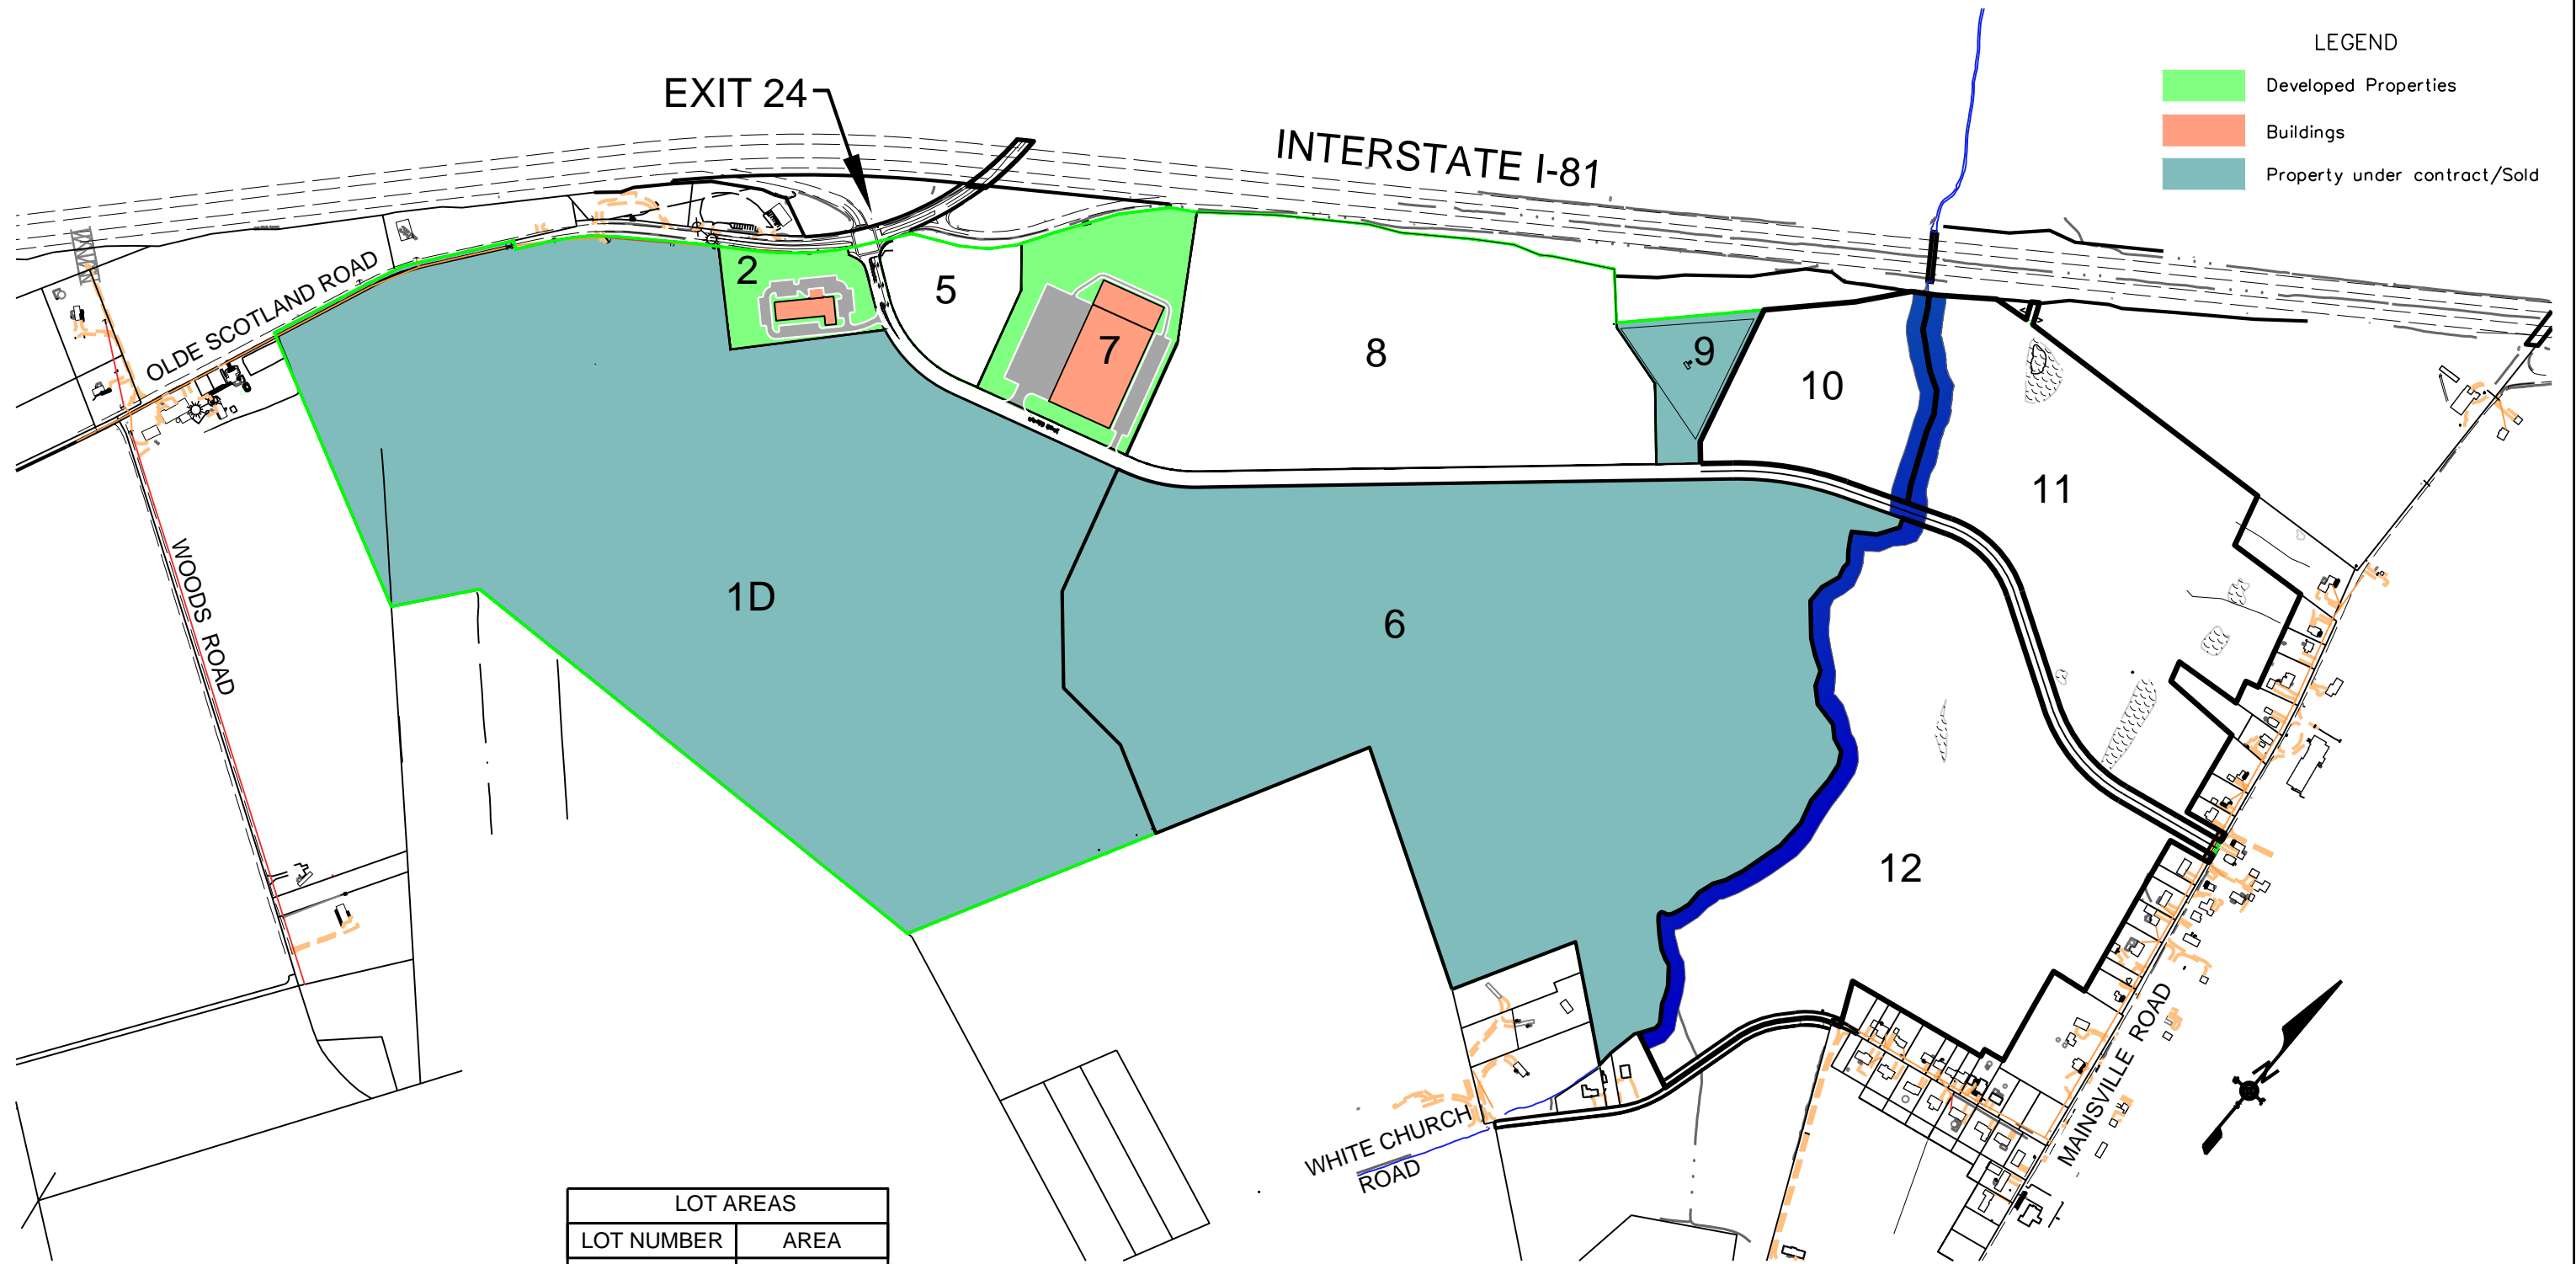 LEGEND
Developed Properties
Buildings
Property under contract/Sold
EXIT 24
INTERSTATE I-81
OLDE SCOTLAND ROAD
WOODS ROAD
2
5
7
8
9
10
11
1D
6
12
WHITE CHURCH
ROAD
MAINSVILLE ROAD
N
LOT AREAS
LOT NUMBER
AREA